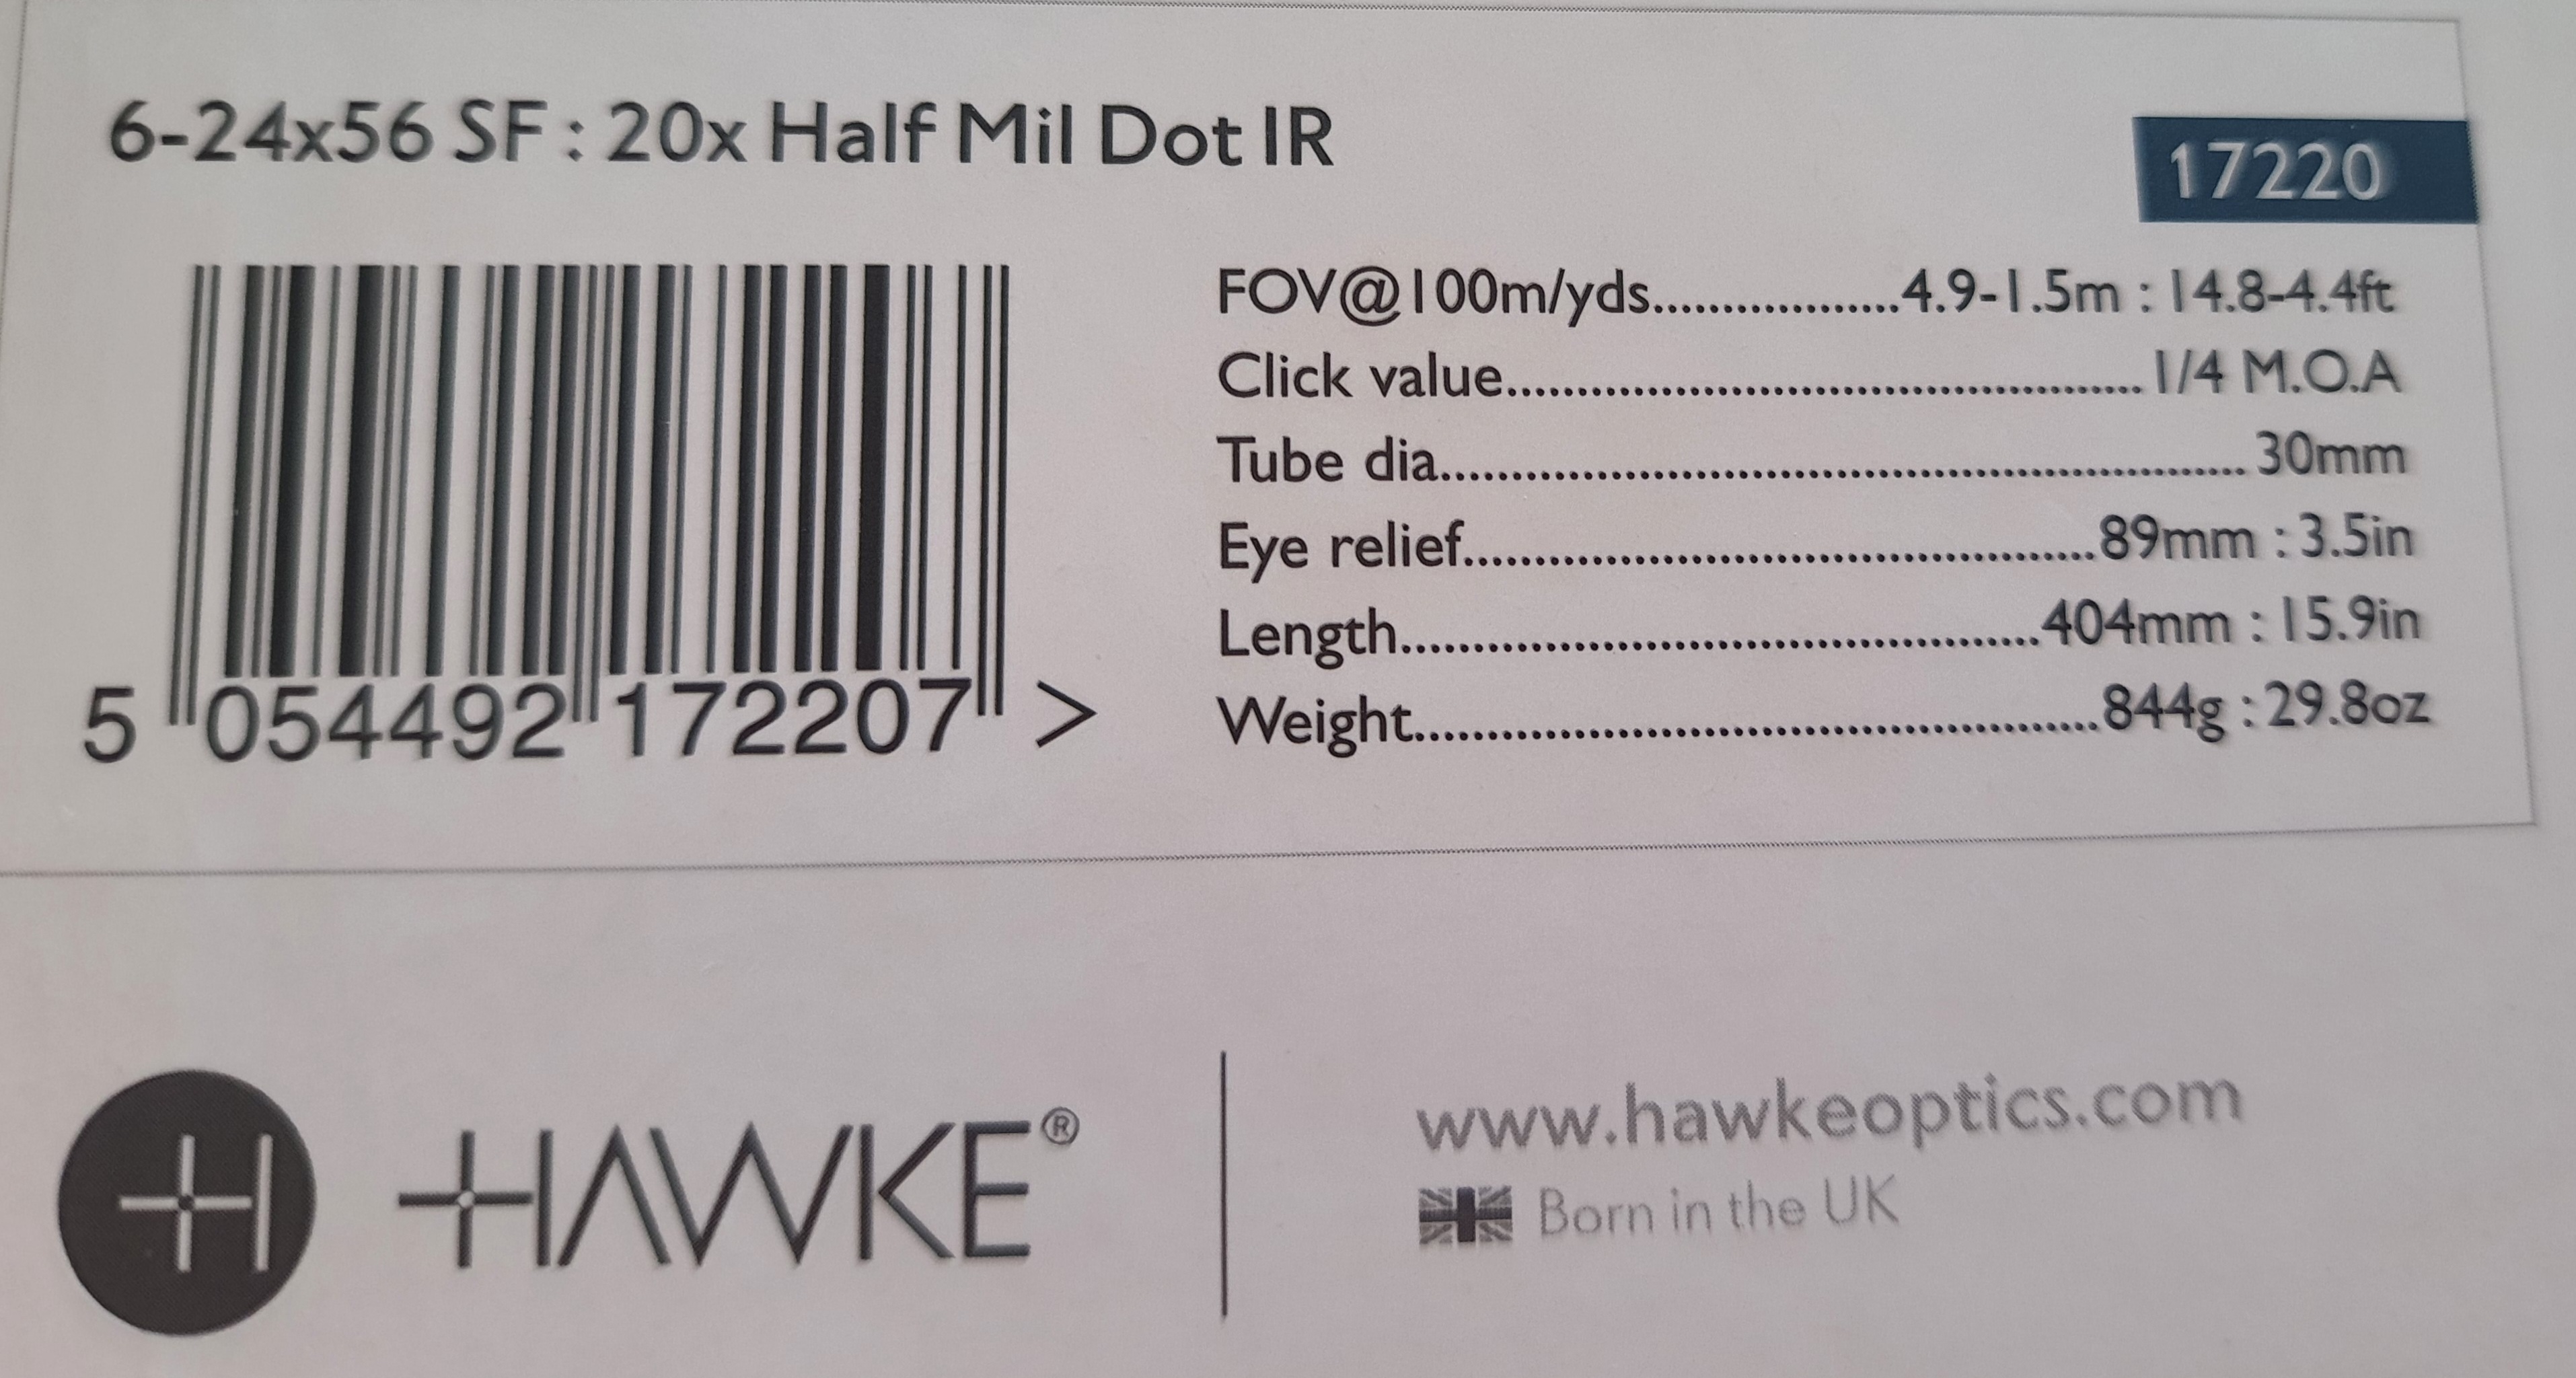 6-24x56 SF : 20x Half Mil Dot IR
17220
FOV@100m/yds..................4.9-1.5m : 14.8-4.4ft
Click value.............................................1/4 M.O.A
Tube dia.........................................................30mm
Eye relief.............................................89mm : 3.5in
Length.............................................404mm : 15.9in
Weight................................................844g : 29.8oz
5 054492 172207 >
H
HAWKE®
www.hawkeoptics.com
Born in the UK